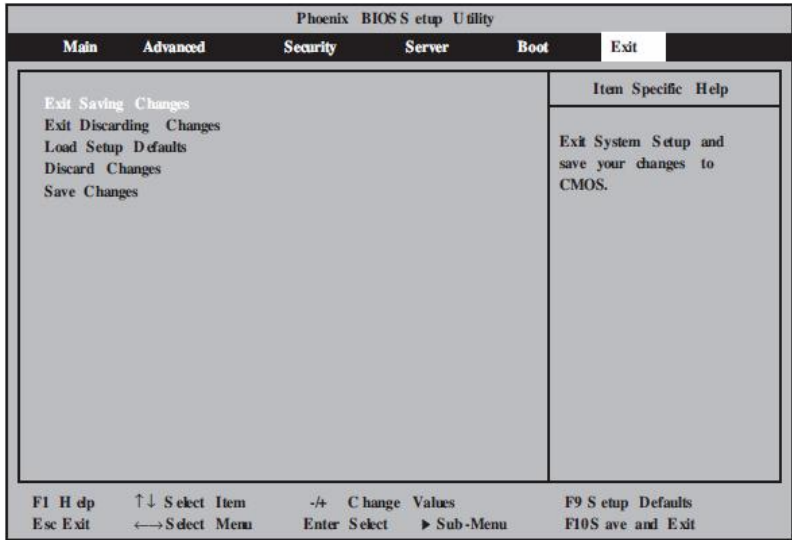 Phoenix BIOS Setup Utility
Main Advanced Security Server Boot Exit
Item Specific Help
Exit Saving Changes
Exit Discarding Changes
Load Setup Defaults
Discard Changes
Save Changes
Exit System Setup and
save your changes to
CMOS.
F1 Help ↑↓ Select Item -/+ Change Values F9 Setup Defaults
Esc Exit ←→ Select Menu Enter Select ▶ Sub-Menu F10 Save and Exit